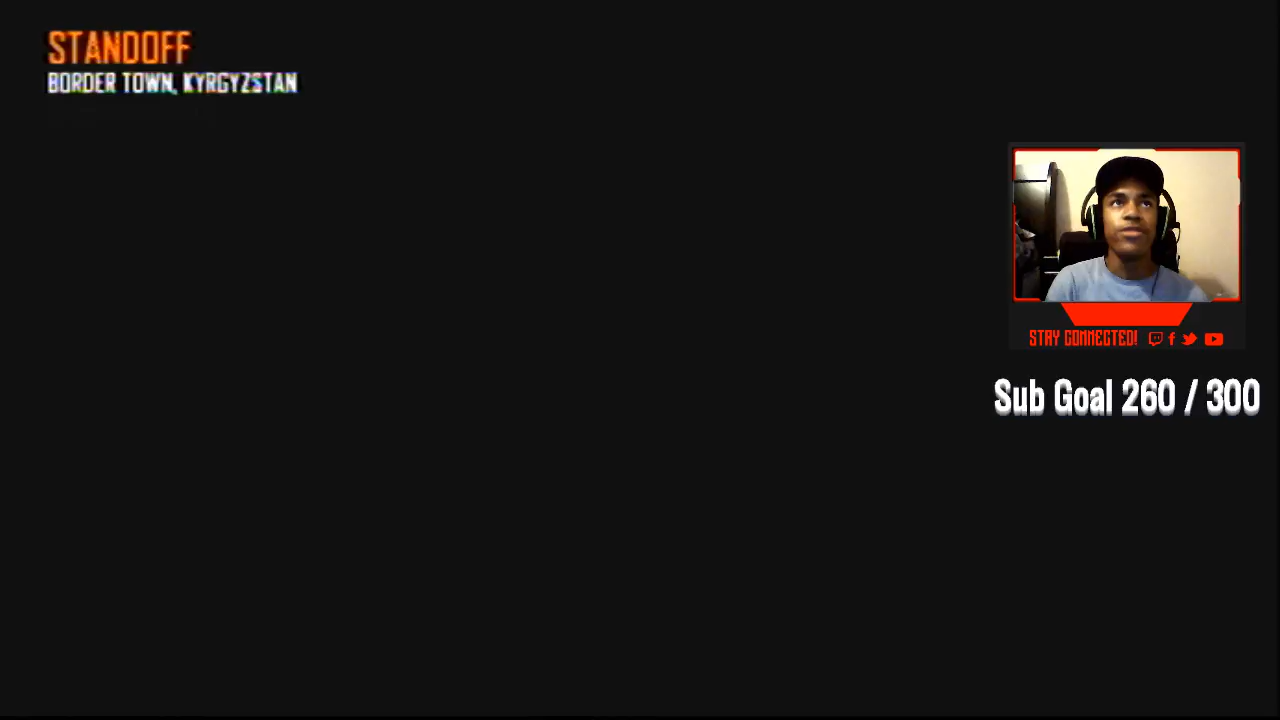 STANDOFF
BORDER TOWN, KYRGYZSTAN
STAY CONNECTED!
Sub Goal 260 / 300